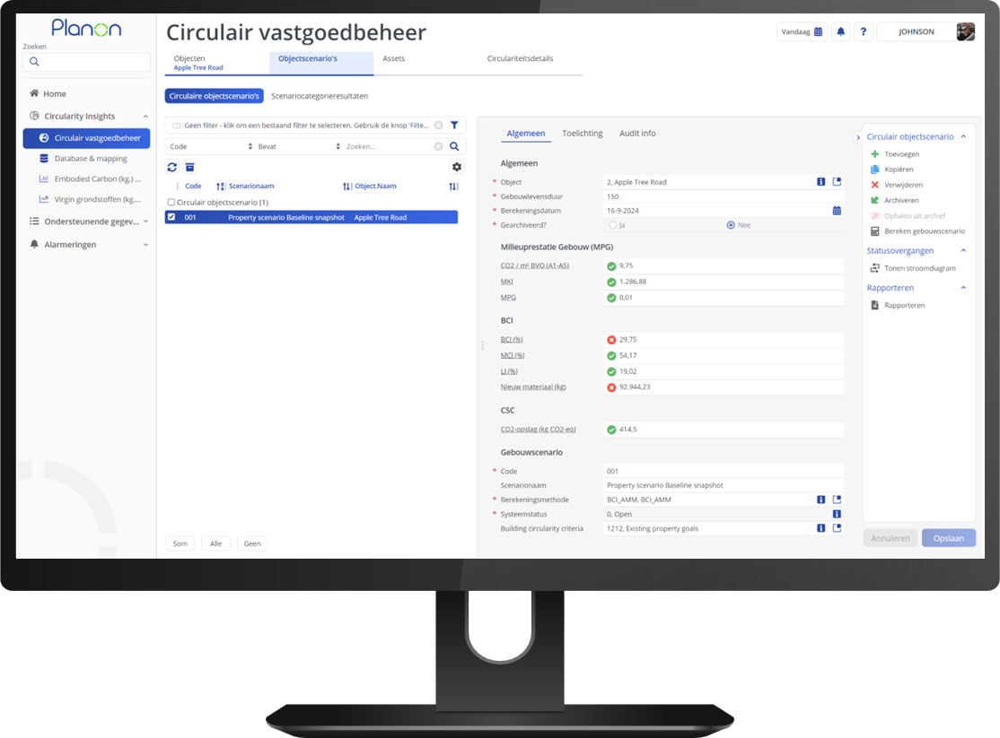 Planon
Circulair vastgoedbeheer
Vandaag
?
JOHNSON
Zoeken
Home
Circularity Insights
Circulair vastgoedbeheer
Database & mapping
Embodied Carbon (kg.) ...
Virgin grondstoffen (kg....
Ondersteunende gegev...
Alarmeringen
Objecten
Apple Tree Road
Objectscenario's
Assets
Circulariteitsdetails
Circulaire objectscenario's
Scenariocategorieresultaten
Geen filter - klik om een bestaand filter te selecteren. Gebruik de knop 'Filte...
Code
Bevat
Zoeken...
Code
Scenarionaam
Object.Naam
Circulair objectscenario (1)
001 Property scenario Baseline snapshot Apple Tree Road
Som
Alle
Geen
Algemeen
Toelichting
Audit info
Algemeen
* Object 2, Apple Tree Road
* Gebouwlevensduur 150
* Berekeningsdatum 16-9-2024
* Gearchiveerd? Ja Nee
Milieuprestatie Gebouw (MPG)
CO2 / m² BVO (A1-A5) 9,75
MKI 1.286,88
MPG 0,01
BCI
BCI (%) 29,75
MCI (%) 54,17
LI (%) 19,02
Nieuw materiaal (kg) 92.944,23
CSC
CO2-opslag (kg CO2-eq) 414,5
Gebouwscenario
* Code 001
Scenarionaam Property scenario Baseline snapshot
* Berekeningsmethode BCI_AMM, BCI_AMM
* Systeemstatus 0, Open
Building circularity criteria 1212, Existing property goals
Circulair objectscenario
Toevoegen
Kopiëren
Verwijderen
Archiveren
Ophalen uit archief
Bereken gebouwscenario
Statusovergangen
Tonen stroomdiagram
Rapporteren
Rapporteren
Annuleren
Opslaan